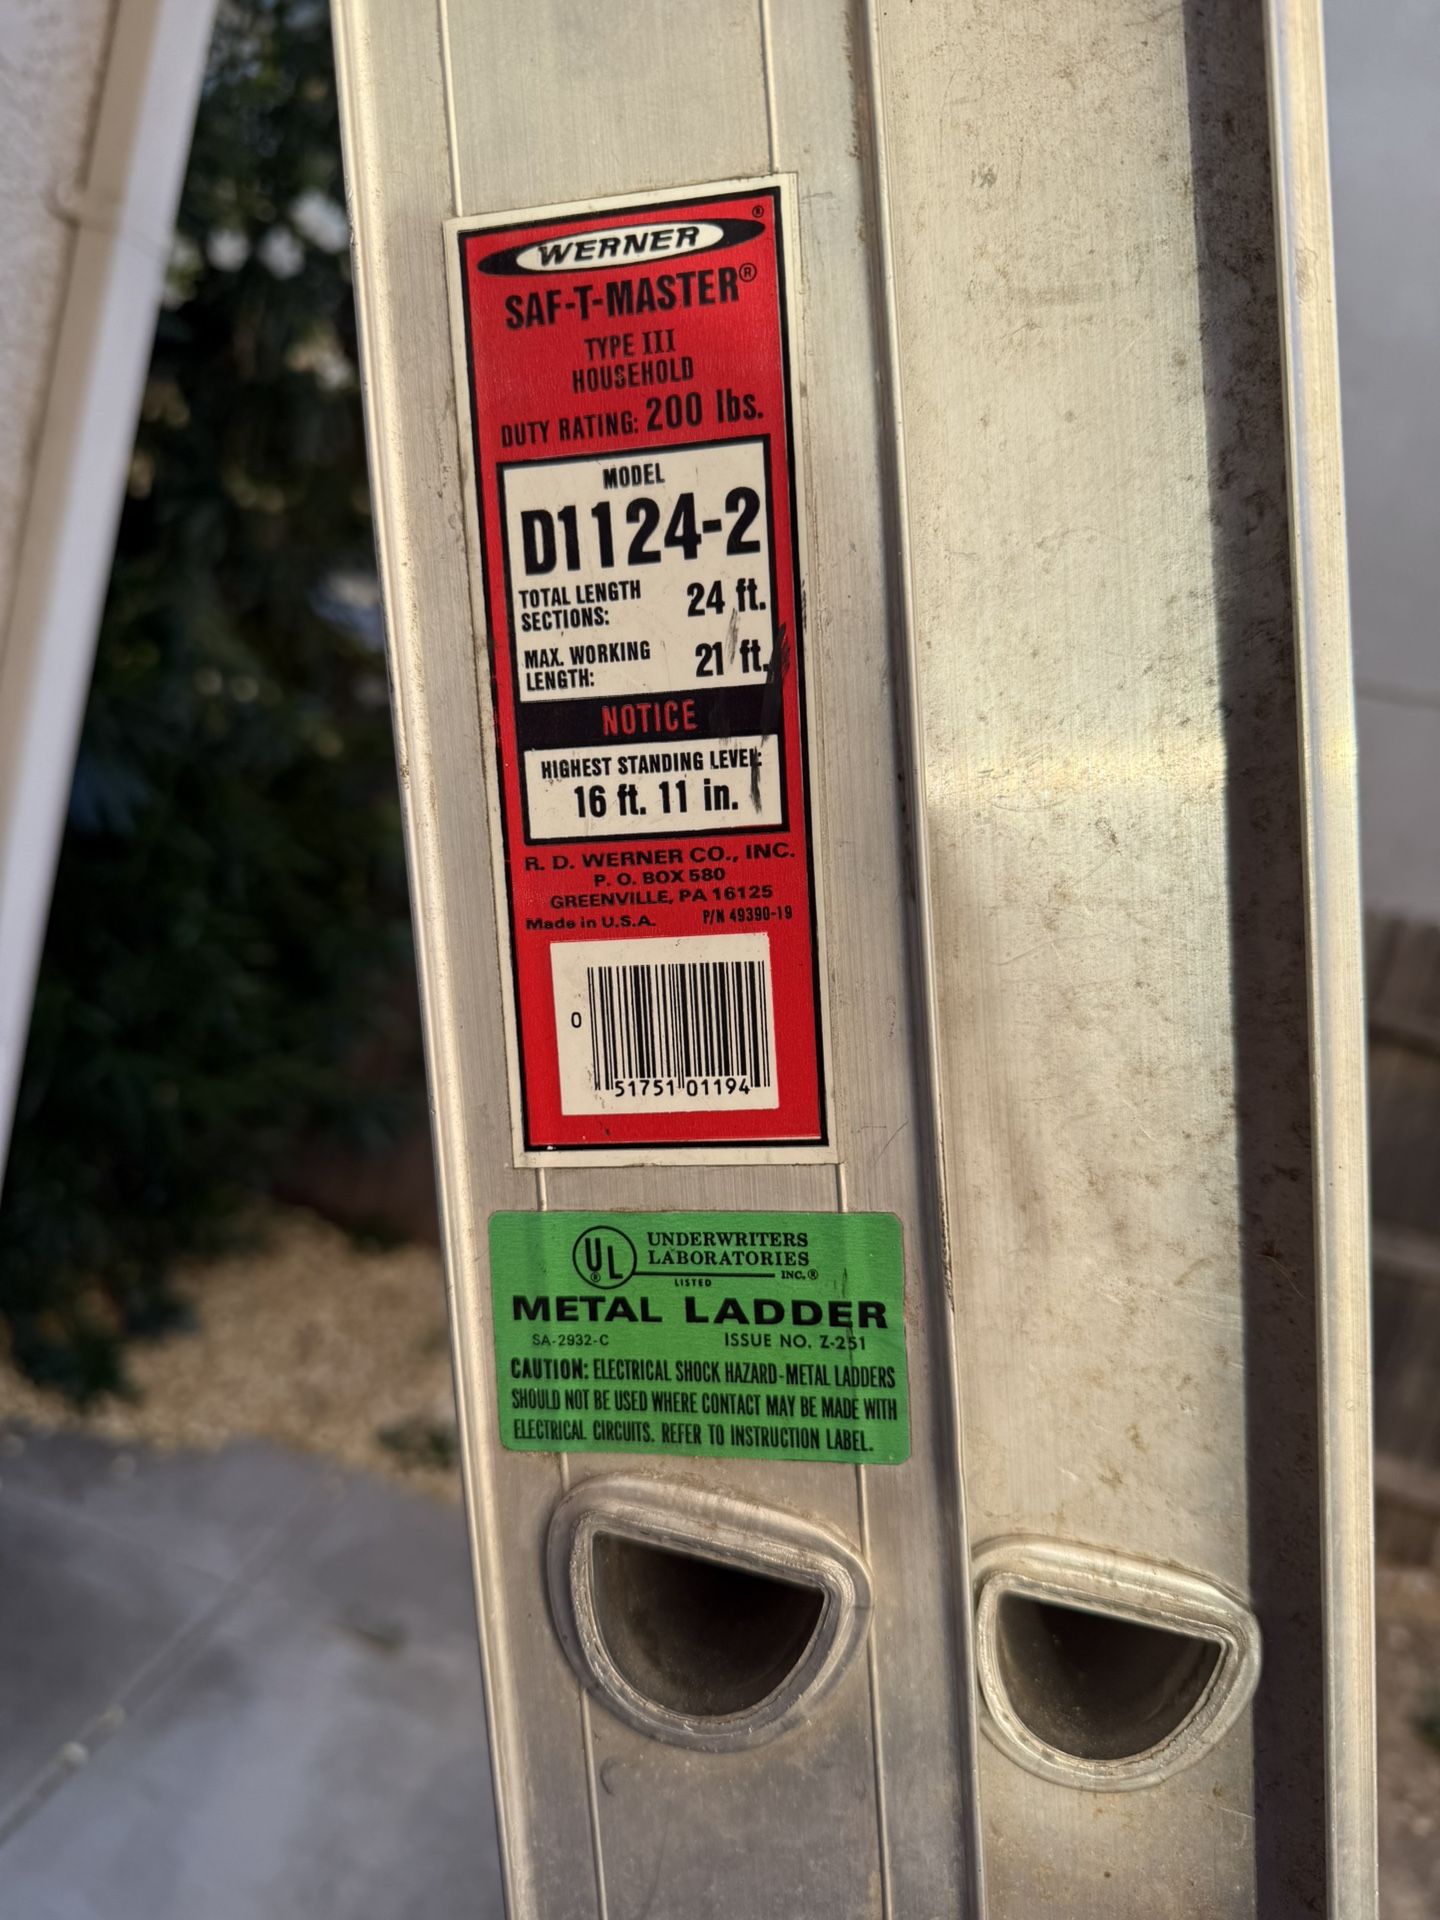 WERNER®
SAF-T-MASTER®
TYPE III
HOUSEHOLD
DUTY RATING: 200 lbs.
MODEL
D1124-2
TOTAL LENGTH SECTIONS: 24 ft.
MAX. WORKING LENGTH: 21 ft.
NOTICE
HIGHEST STANDING LEVEL:
16 ft. 11 in.
R. D. WERNER CO., INC.
P. O. BOX 580
GREENVILLE, PA 16125
Made in U.S.A. P/N 49390-19
0 51751 01194
UL® UNDERWRITERS
LABORATORIES
LISTED INC.®
METAL LADDER
SA-2932-C ISSUE NO. Z-251
CAUTION: ELECTRICAL SHOCK HAZARD-METAL LADDERS
SHOULD NOT BE USED WHERE CONTACT MAY BE MADE WITH
ELECTRICAL CIRCUITS. REFER TO INSTRUCTION LABEL.